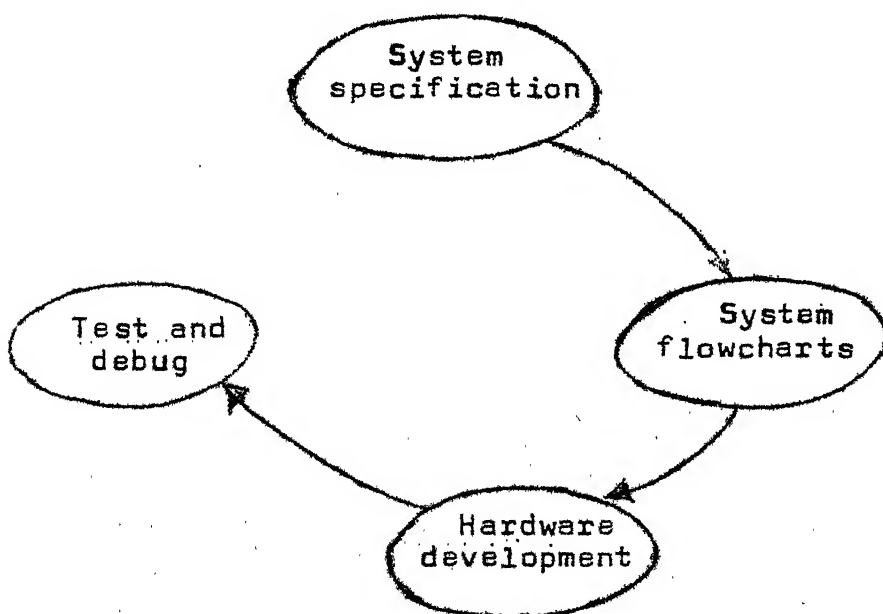 System
specification
System
flowcharts
Hardware
development
Test and
debug